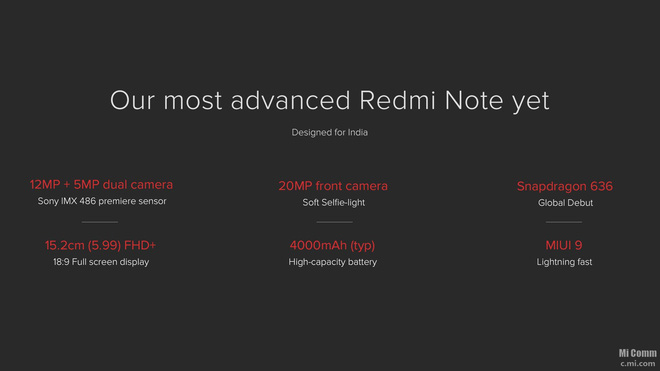 Our most advanced Redmi Note yet
Designed for India
12MP + 5MP dual camera
Sony IMX 486 premiere sensor
20MP front camera
Soft Selfie-light
Snapdragon 636
Global Debut
15.2cm (5.99) FHD+
18:9 Full screen display
4000mAh (typ)
High-capacity battery
MIUI 9
Lightning fast
Mi Comm
c.mi.com